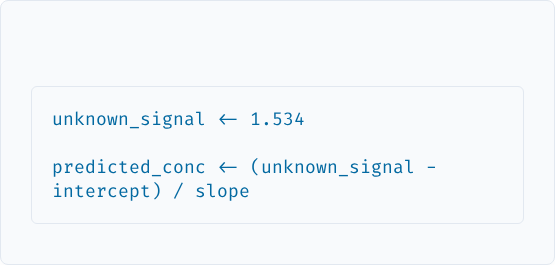 unknown_signal <- 1.534
predicted_conc <- (unknown_signal -
intercept) / slope